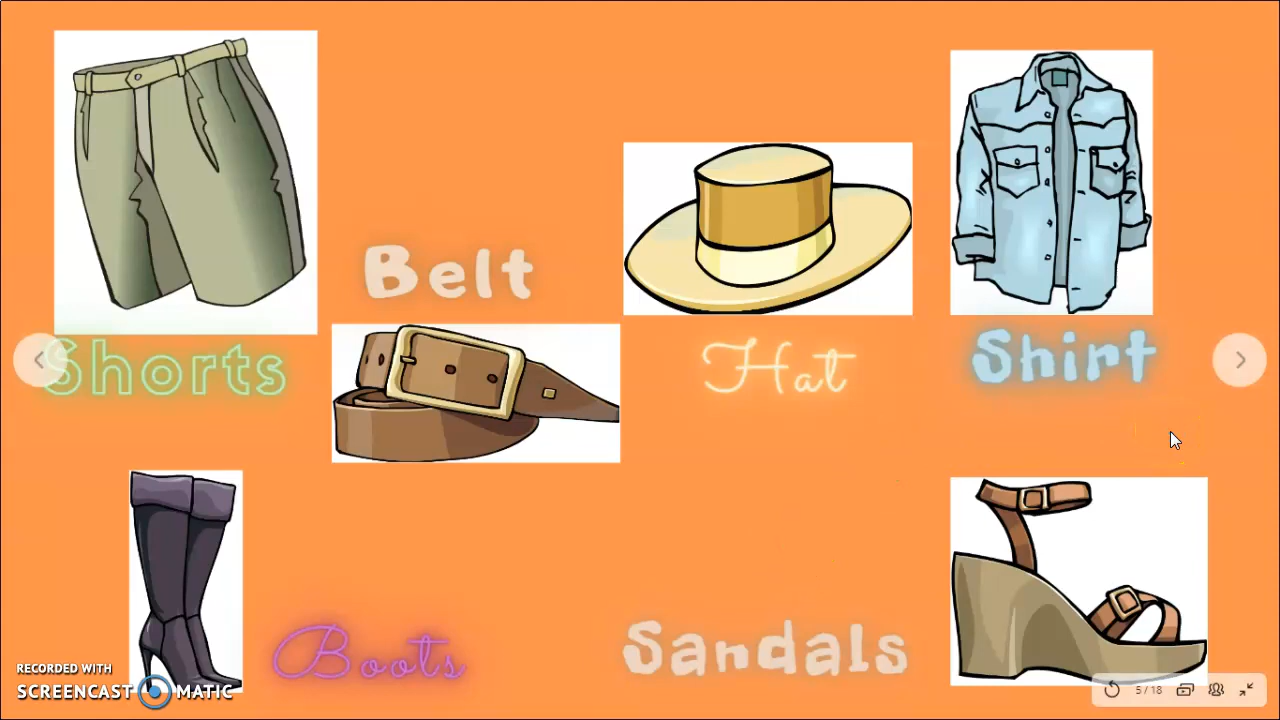 Belt
Shorts
Hat
Shirt
Boots
Sandals
RECORDED WITH
SCREENCAST MATIC
5/18